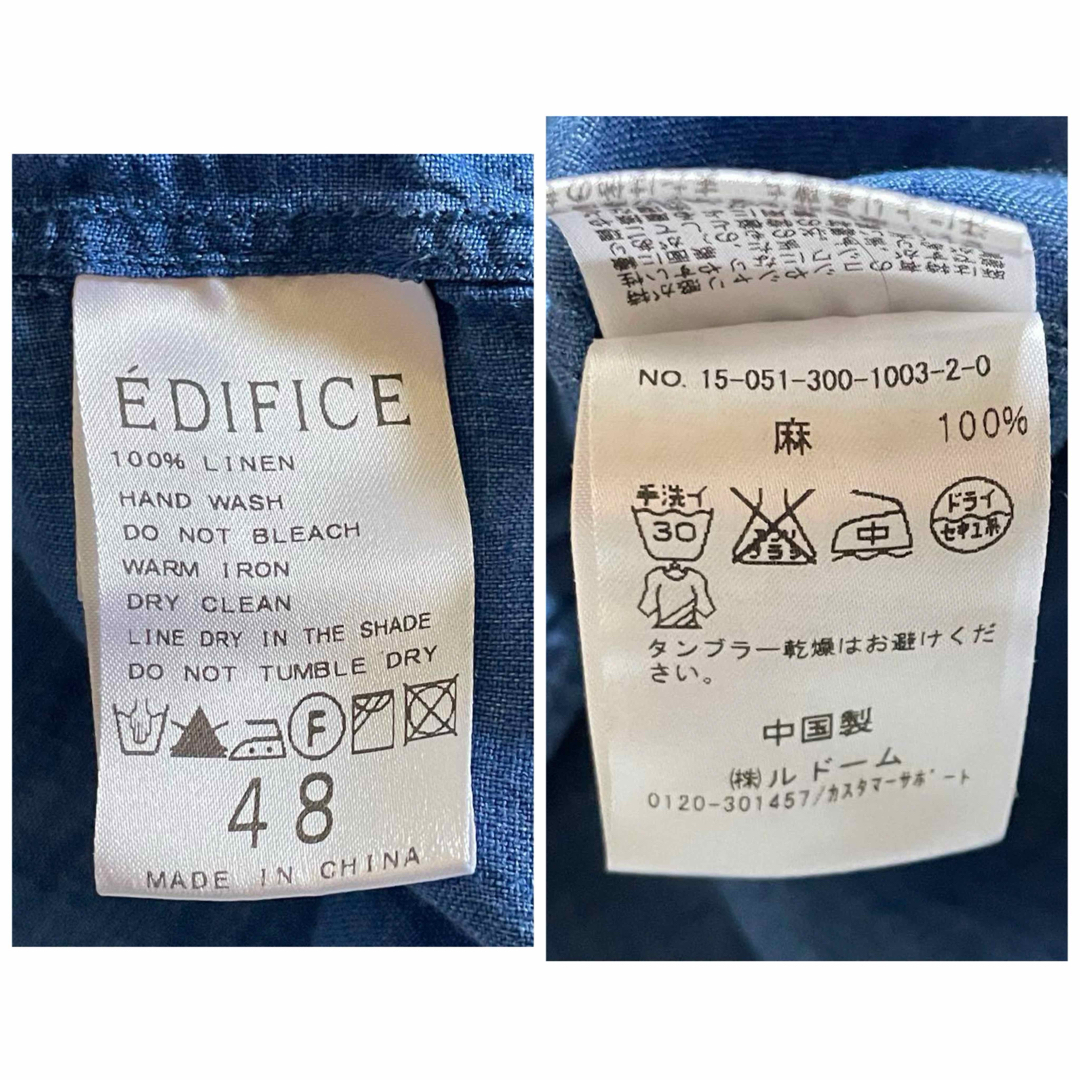 ÉDIFICE
100% LINEN
HAND WASH
DO NOT BLEACH
WARM IRON
DRY CLEAN
LINE DRY IN THE SHADE
DO NOT TUMBLE DRY
F
48
MADE IN CHINA
NO. 15-051-300-1003-2-0
麻 100%
手洗イ
30
中
ドライ
セキユ系
タンブラー乾燥はお避けくだ
さい。
中国製
(株)ルドーム
0120-301457/カスタマーサポート